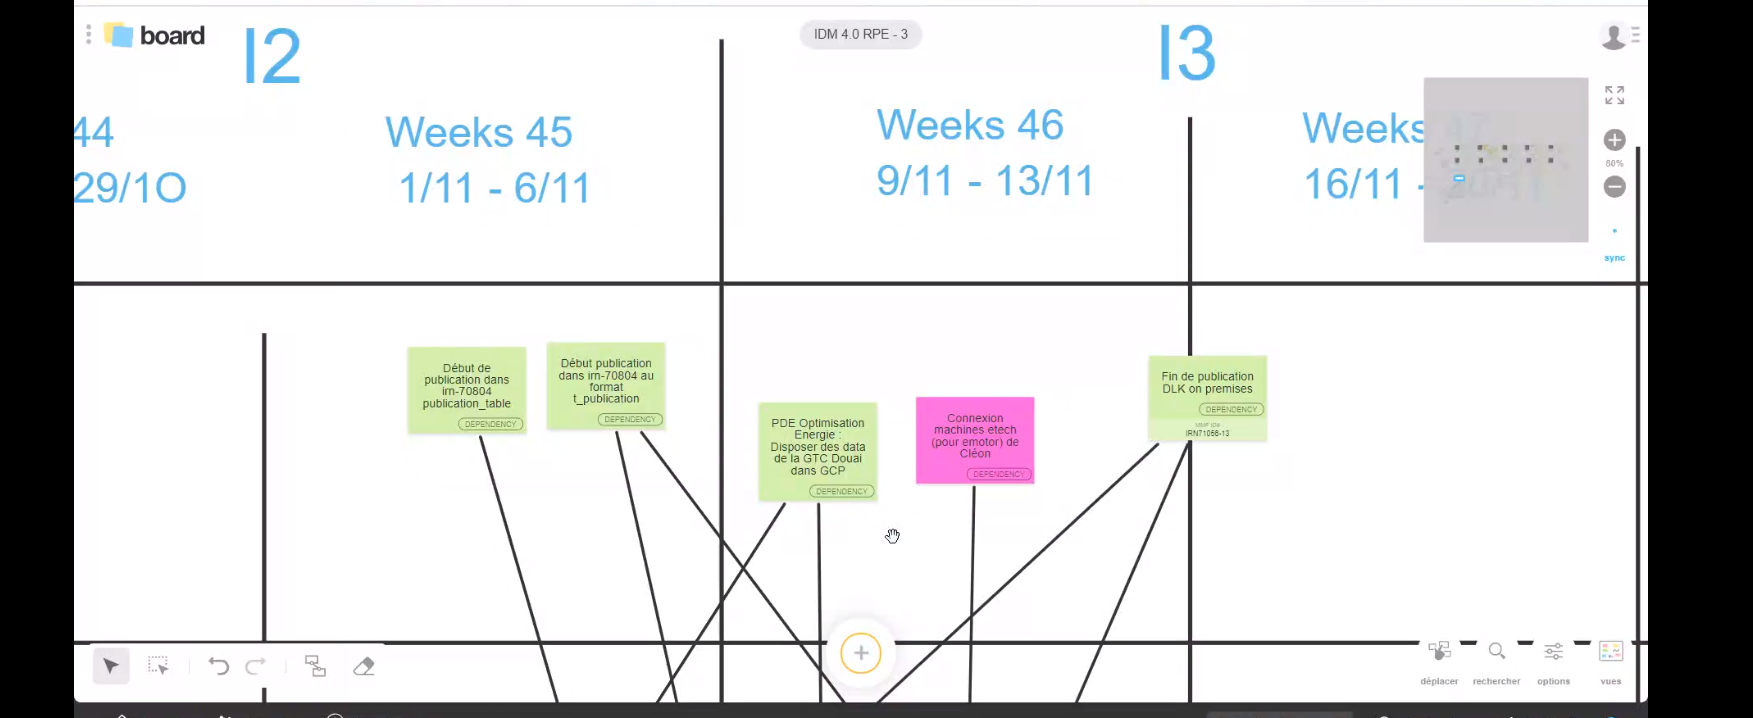 board
IDM 4.0 RPE - 3
I2
I3
44
29/1O
Weeks 45
1/11 - 6/11
Weeks 46
9/11 - 13/11
Weeks 47
16/11 -
80%
sync
Début de
publication dans
irn-70804
publication_table
DEPENDENCY
Début publication
dans irn-70804 au
format
t_publication
DEPENDENCY
PDE Optimisation
Energie :
Disposer des data
de la GTC Douai
dans GCP
DEPENDENCY
Connexion
machines etech
(pour emotor) de
Cléon
DEPENDENCY
Fin de publication
DLK on premises
DEPENDENCY
IRN71066-13
déplacer
rechercher
options
vues